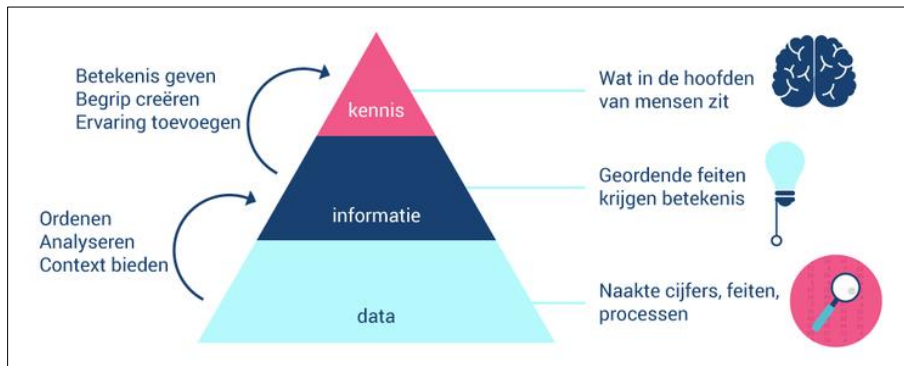 Betekenis geven
Begrip creëren
Ervaring toevoegen
kennis
Wat in de hoofden
van mensen zit
Ordenen
Analyseren
Context bieden
informatie
Geordende feiten
krijgen betekenis
data
Naakte cijfers, feiten,
processen